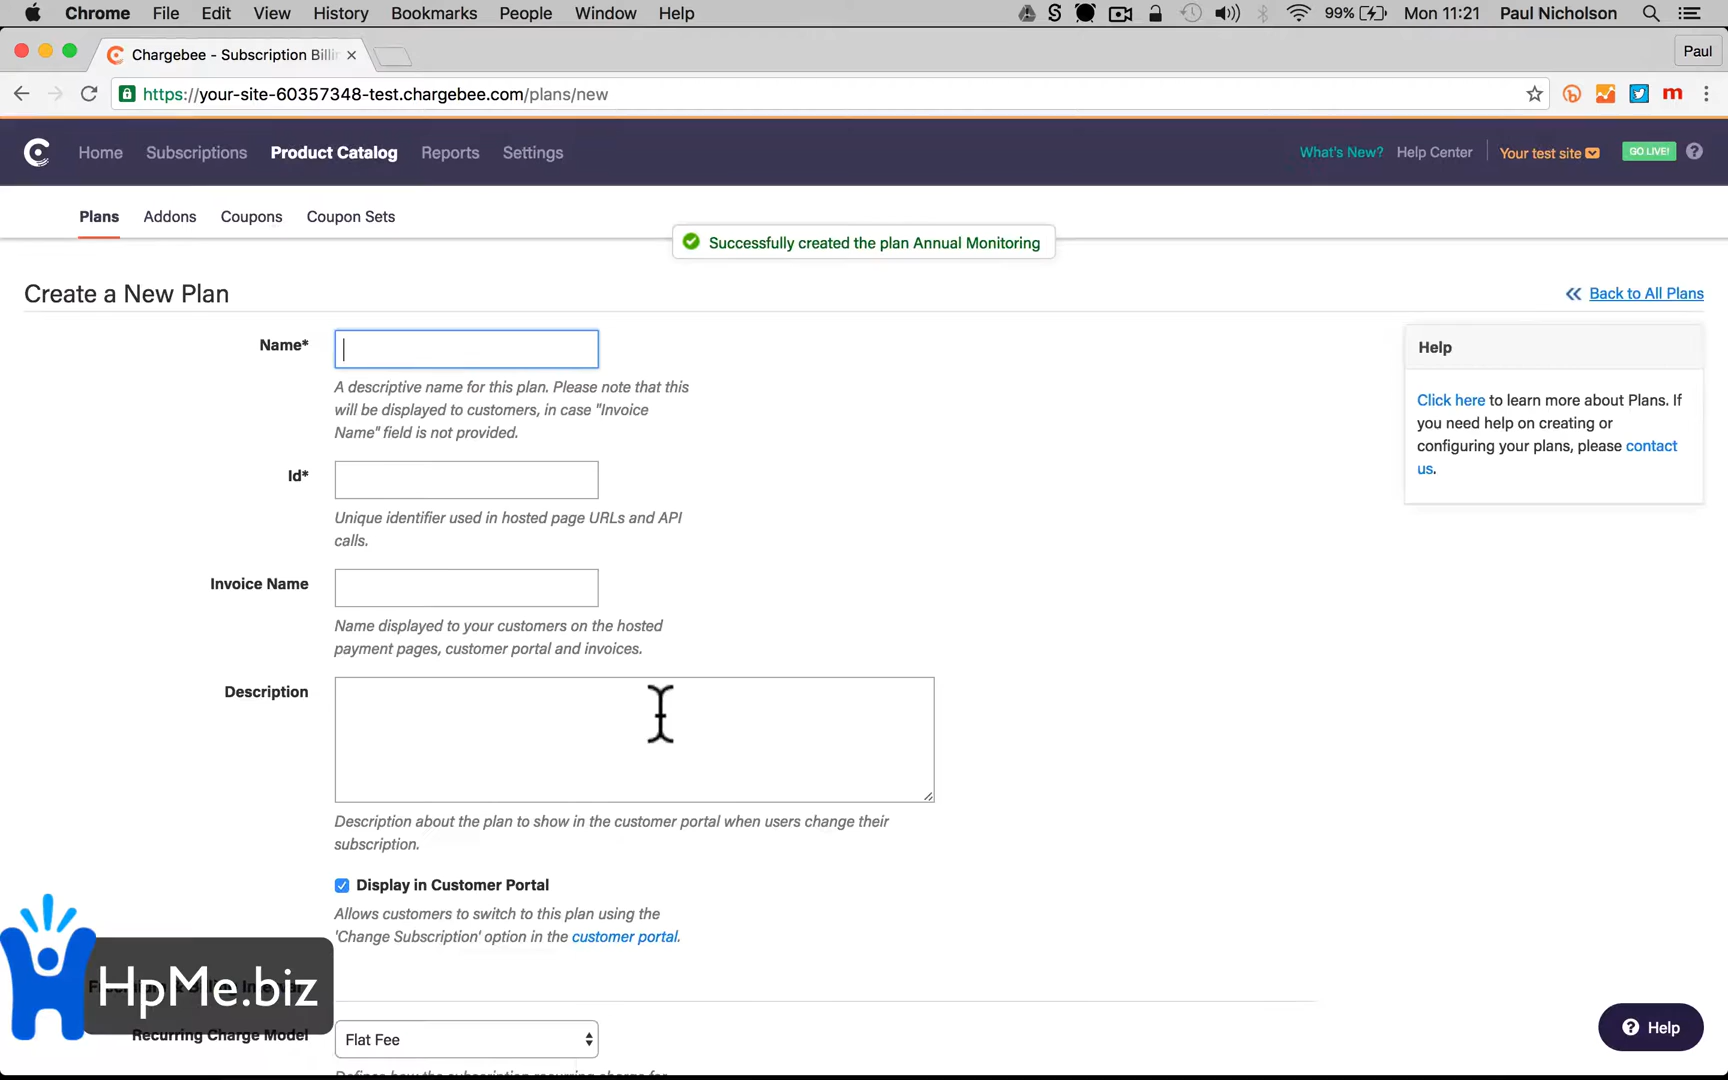 Chrome File Edit View History Bookmarks People Window Help 99% Mon 11:21 Paul Nicholson
Chargebee - Subscription Billi Paul
https://your-site-60357348-test.chargebee.com/plans/new
Home Subscriptions Product Catalog Reports Settings What's New? Help Center Your test site GO LIVE!
Plans Addons Coupons Coupon Sets
Successfully created the plan Annual Monitoring
Create a New Plan Back to All Plans
Name*
A descriptive name for this plan. Please note that this
will be displayed to customers, in case "Invoice
Name" field is not provided.
Help
Click here to learn more about Plans. If
you need help on creating or
configuring your plans, please contact
us.
Id*
Unique identifier used in hosted page URLs and API
calls.
Invoice Name
Name displayed to your customers on the hosted
payment pages, customer portal and invoices.
Description
Description about the plan to show in the customer portal when users change their
subscription.
Display in Customer Portal
Allows customers to switch to this plan using the
'Change Subscription' option in the customer portal.
HpMe.biz
Recurring Charge Model Flat Fee
Help